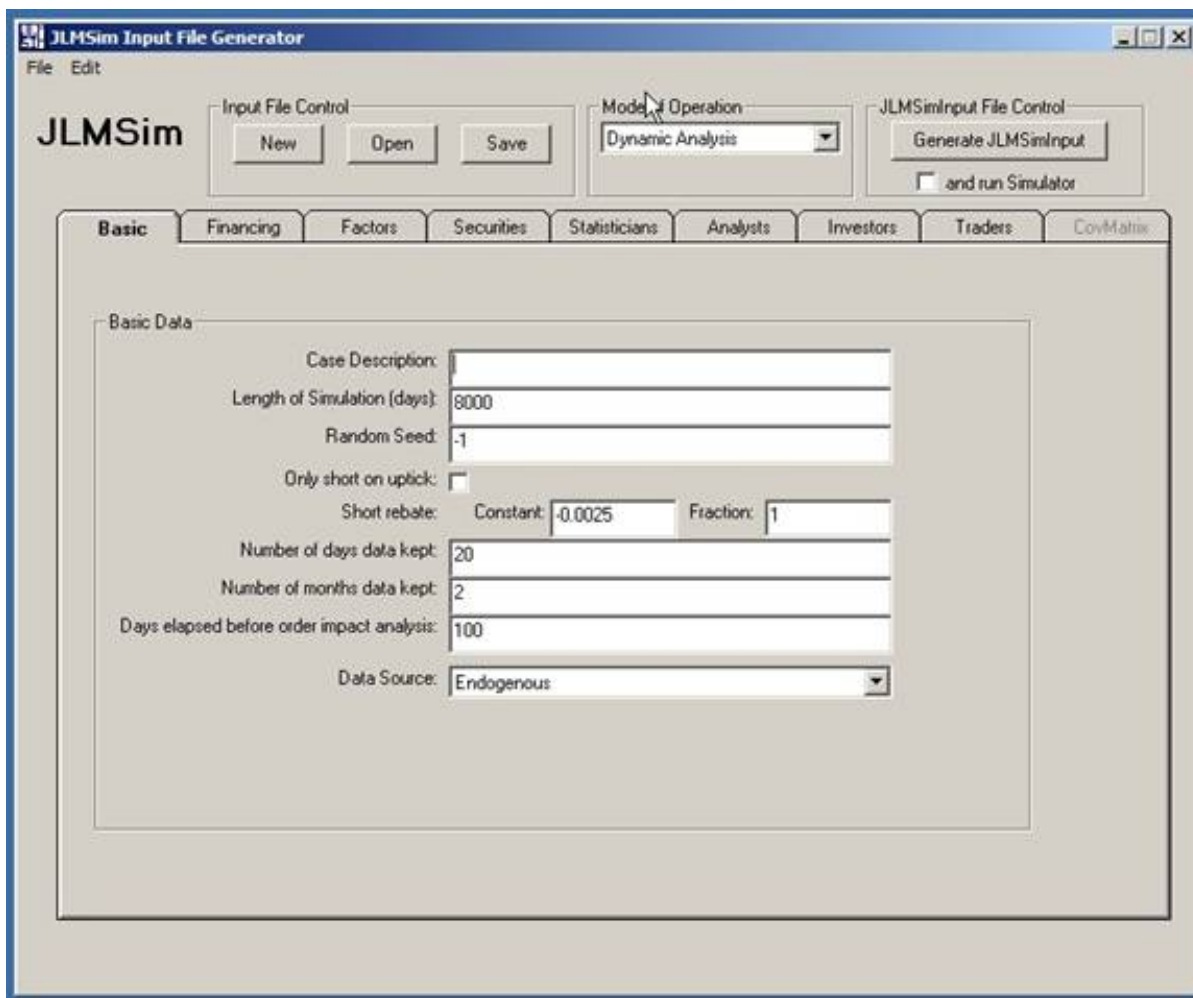 JLMSim Input File Generator
File Edit
JLMSim
Input File Control
New Open Save
Mode of Operation
Dynamic Analysis
JLMSimInput File Control
Generate JLMSimInput
and run Simulator
Basic Financing Factors Securities Statisticians Analysts Investors Traders CovMatrix
Basic Data
Case Description:
Length of Simulation (days): 8000
Random Seed: -1
Only short on uptick:
Short rebate: Constant: -0.0025 Fraction: 1
Number of days data kept: 20
Number of months data kept: 2
Days elapsed before order impact analysis: 100
Data Source: Endogenous